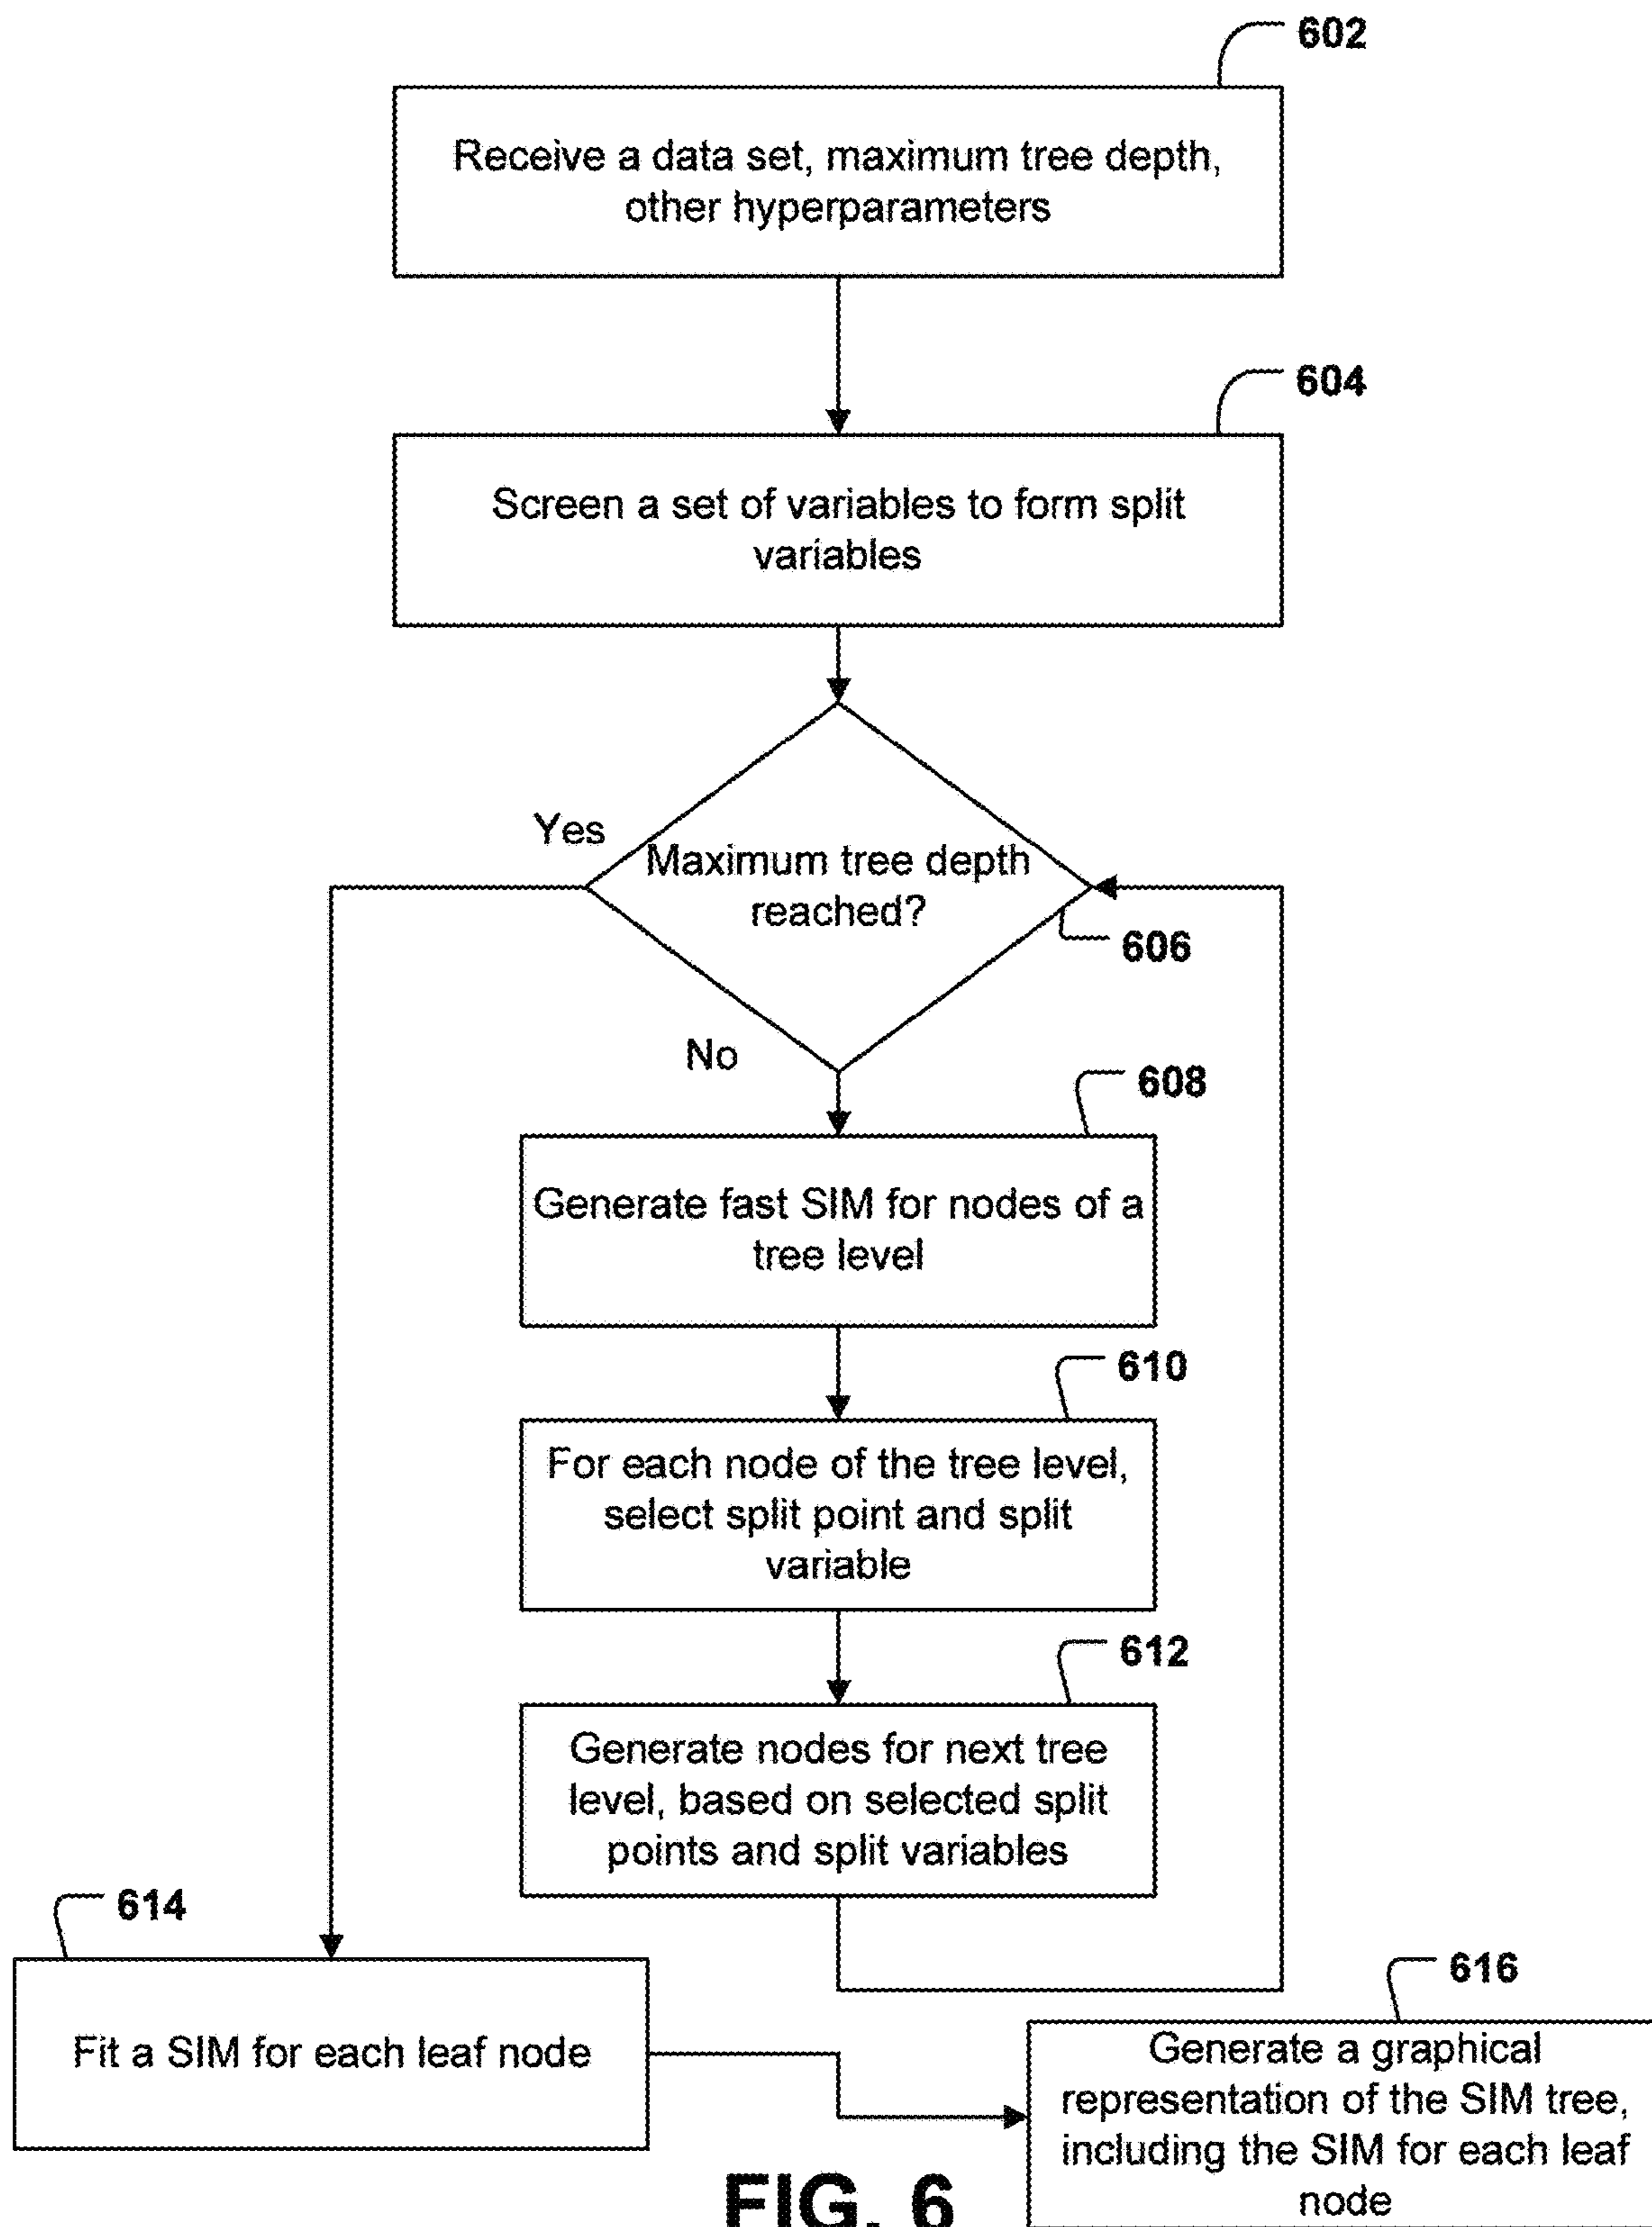 602
Receive a data set, maximum tree depth,
other hyperparameters
604
Screen a set of variables to form split
variables
Yes
Maximum tree depth
reached?
606
No
608
Generate fast SIM for nodes of a
tree level
610
For each node of the tree level,
select split point and split
variable
612
Generate nodes for next tree
level, based on selected split
points and split variables
614
Fit a SIM for each leaf node
616
Generate a graphical
representation of the SIM tree,
including the SIM for each leaf
node
FIG. 6